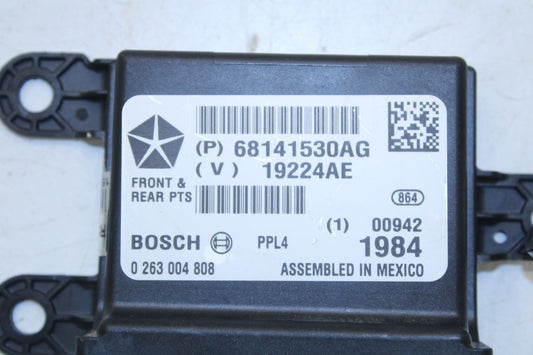 (P) 68141530AG
(V) 19224AE
FRONT &
REAR PTS
864
(1) 00942
BOSCH PPL4 1984
0 263 004 808 ASSEMBLED IN MEXICO